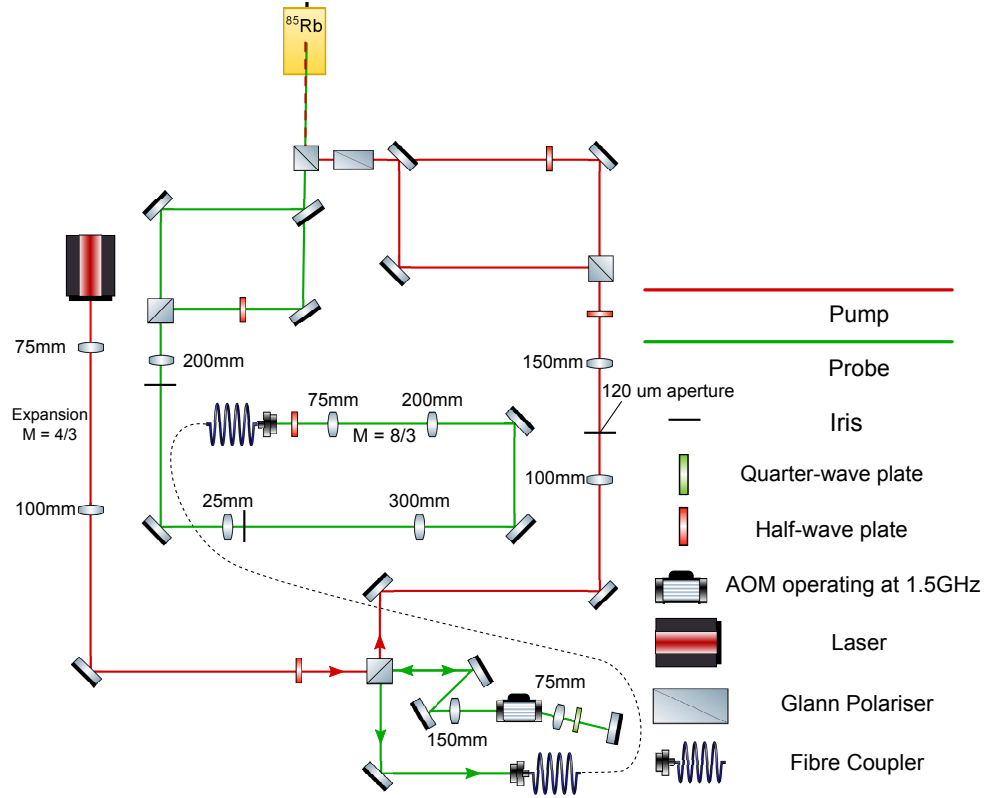 ⁸⁵Rb
75mm
200mm
Expansion
M = 4/3
100mm
75mm
200mm
M = 8/3
25mm
300mm
150mm
120 um aperture
100mm
75mm
150mm
Pump
Probe
Iris
Quarter-wave plate
Half-wave plate
AOM operating at 1.5GHz
Laser
Glann Polariser
Fibre Coupler